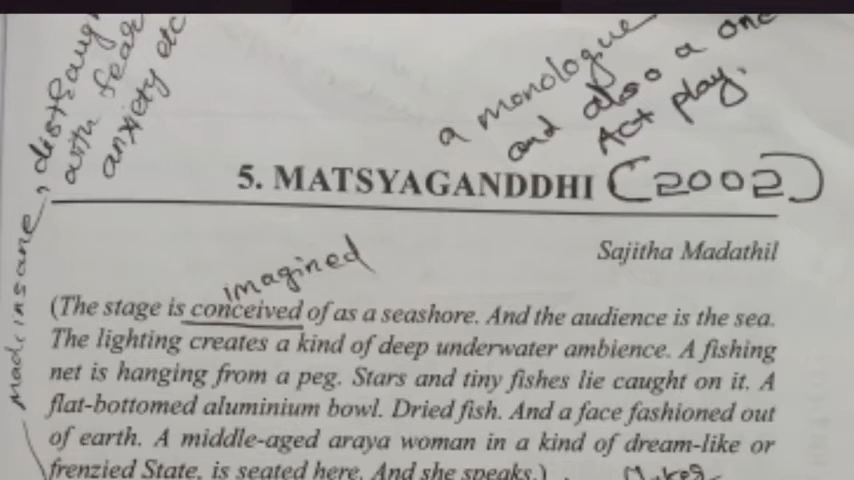 distraug
with fear
anxiety etc
made insane,
a monologue
and also a one
Act play.
5. MATSYAGANDDHI (2002)
Sajitha Madathil
imagined
(The stage is conceived of as a seashore. And the audience is the sea.
The lighting creates a kind of deep underwater ambience. A fishing
net is hanging from a peg. Stars and tiny fishes lie caught on it. A
flat-bottomed aluminium bowl. Dried fish. And a face fashioned out
of earth. A middle-aged araya woman in a kind of dream-like or
frenzied State, is seated here. And she speaks.)